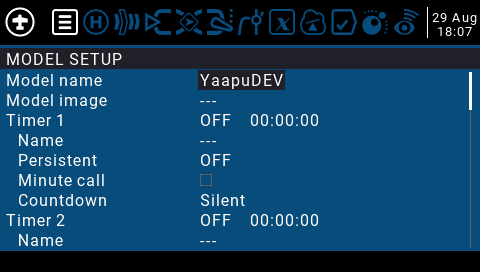 29 Aug
18:07
MODEL SETUP
Model name YaapuDEV
Model image ---
Timer 1 OFF 00:00:00
Name ---
Persistent OFF
Minute call
Countdown Silent
Timer 2 OFF 00:00:00
Name ---